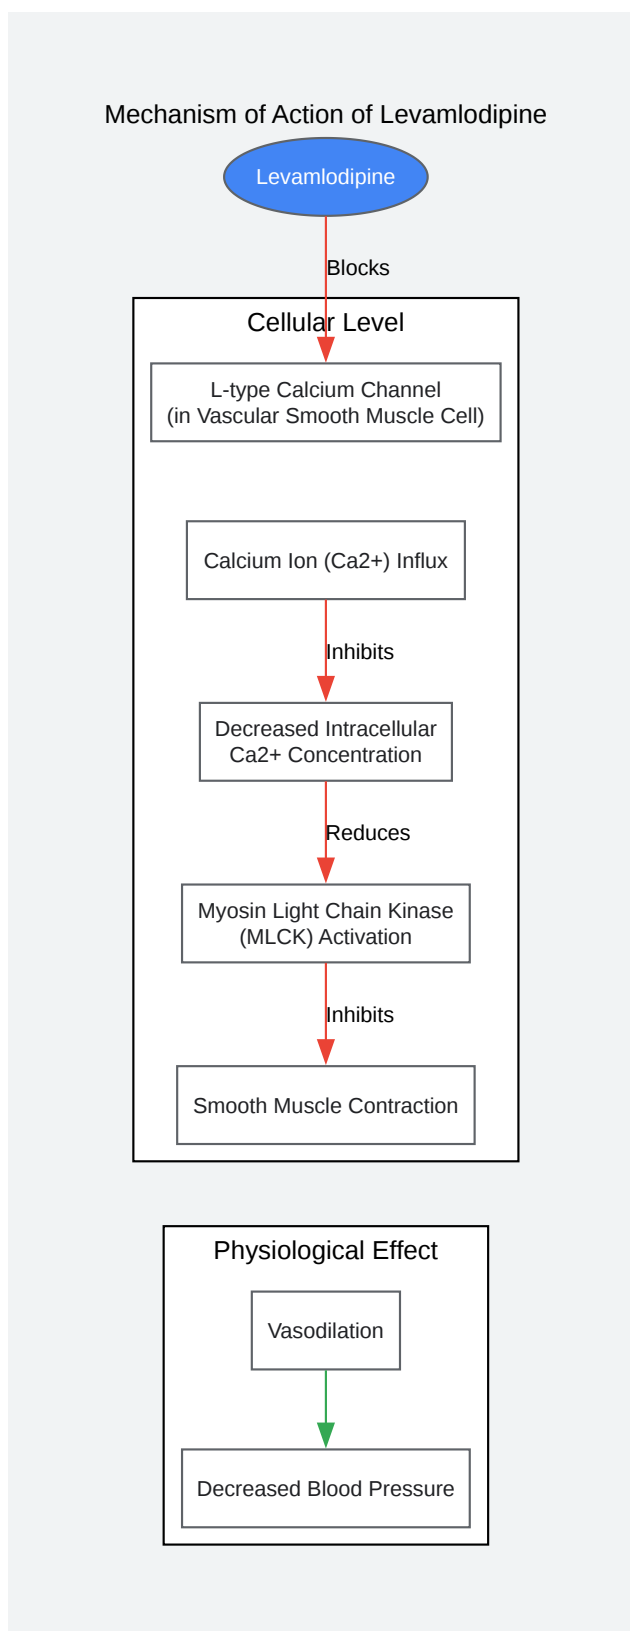 Mechanism of Action of Levamlodipine
Levamlodipine
Blocks
Cellular Level
L-type Calcium Channel
(in Vascular Smooth Muscle Cell)
Calcium Ion (Ca2+) Influx
Inhibits
Decreased Intracellular
Ca2+ Concentration
Reduces
Myosin Light Chain Kinase
(MLCK) Activation
Inhibits
Smooth Muscle Contraction
Physiological Effect
Vasodilation
Decreased Blood Pressure